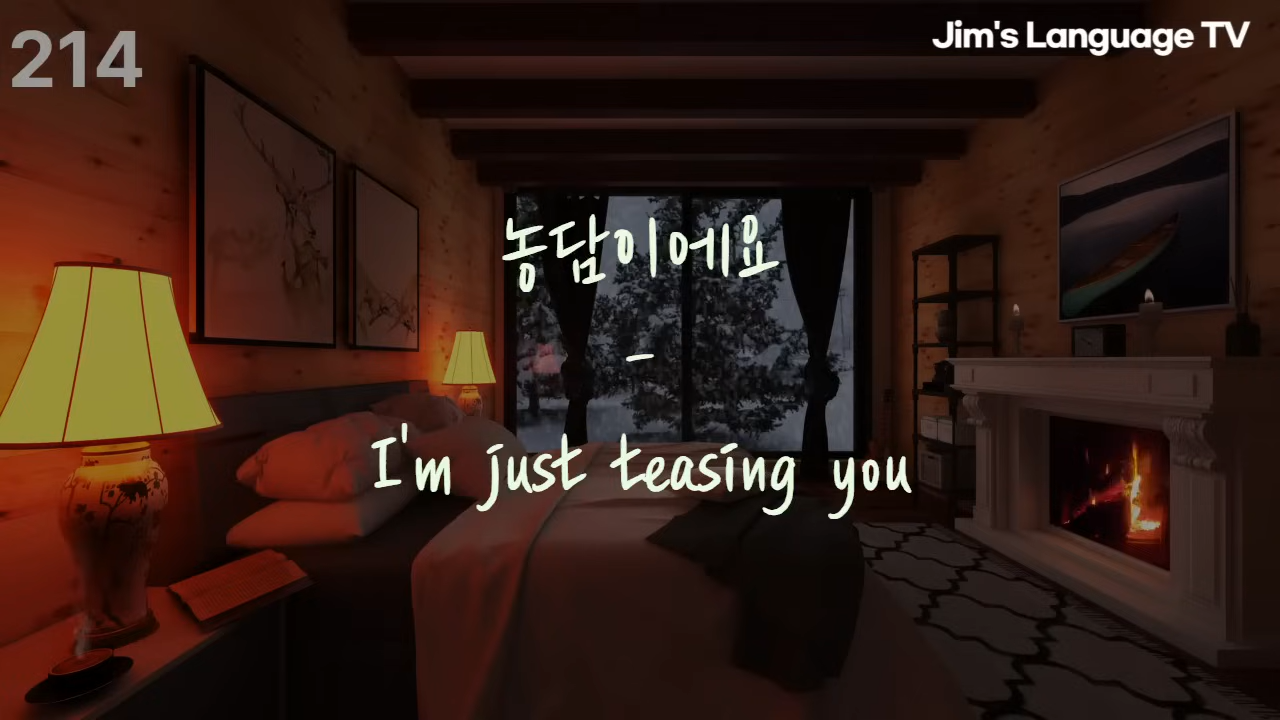 214
Jim's Language TV
농담이에요
-
I'm just teasing you